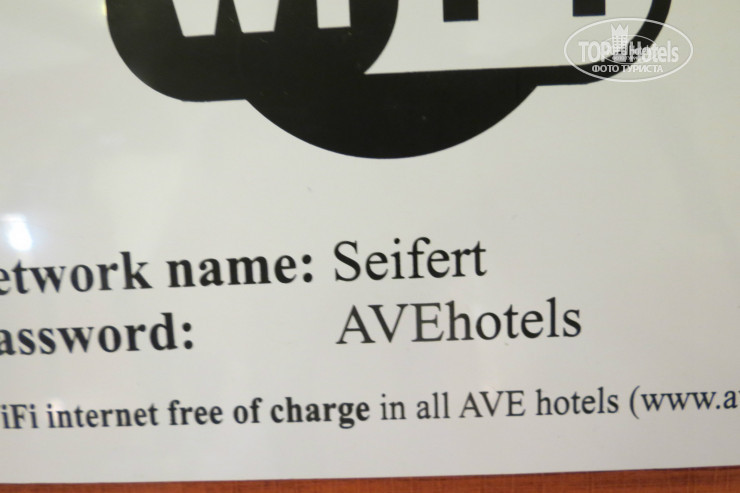 WiFi
TOP Hotels
ФОТО ТУРИСТА
etwork name: Seifert
assword: AVEhotels
iFi internet free of charge in all AVE hotels (www.a